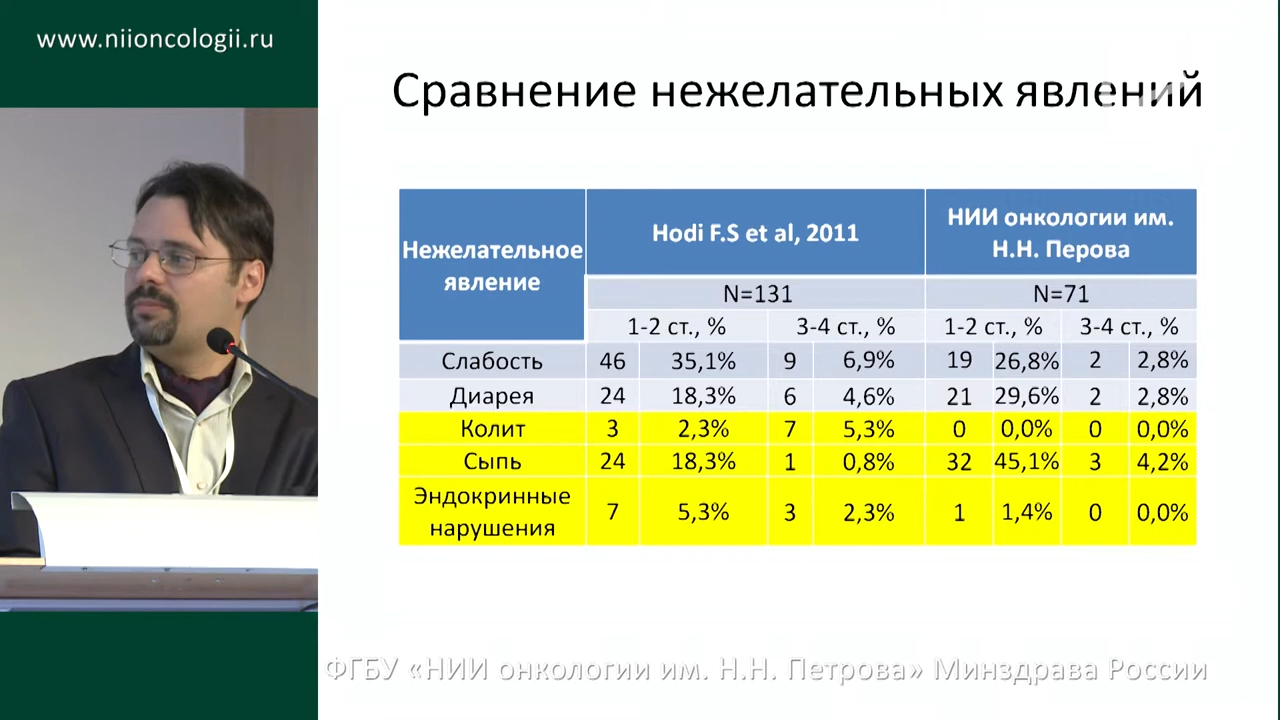 www.niioncologii.ru
Сравнение нежелательных явлений
Нежелательное явление | Hodi F.S et al, 2011 | НИИ онкологии им. Н.Н. Перова
N=131 | N=71
1-2 ст., % | 3-4 ст., % | 1-2 ст., % | 3-4 ст., %
Слабость | 46 | 35,1% | 9 | 6,9% | 19 | 26,8% | 2 | 2,8%
Диарея | 24 | 18,3% | 6 | 4,6% | 21 | 29,6% | 2 | 2,8%
Колит | 3 | 2,3% | 7 | 5,3% | 0 | 0,0% | 0 | 0,0%
Сыпь | 24 | 18,3% | 1 | 0,8% | 32 | 45,1% | 3 | 4,2%
Эндокринные нарушения | 7 | 5,3% | 3 | 2,3% | 1 | 1,4% | 0 | 0,0%
ФГБУ «НИИ онкологии им. Н.Н. Петрова» Минздрава России